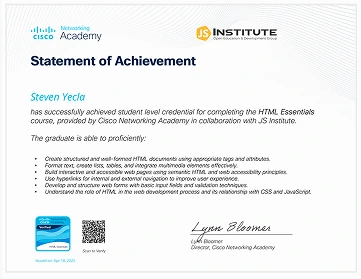 Networking
CISCO Academy
JS INSTITUTE
Open Education & Development Group
Statement of Achievement
Steven Yecla
has successfully achieved student level credential for completing the HTML Essentials
course, provided by Cisco Networking Academy in collaboration with JS Institute.
The graduate is able to proficiently:
• Create structured and well-formed HTML documents using appropriate tags and attributes.
• Format text, create lists, tables, and integrate multimedia elements effectively.
• Build interactive and accessible web pages using semantic HTML and web accessibility principles.
• Use hyperlinks and internal and external navigation to improve user experience.
• Develop and structure web forms with basic input fields and validation techniques.
• Understand the role of HTML in the web development process and its relationship with CSS and JavaScript.
Lynn Bloomer
Scan to Verify
Lynn Bloomer
Director, Cisco Networking Academy